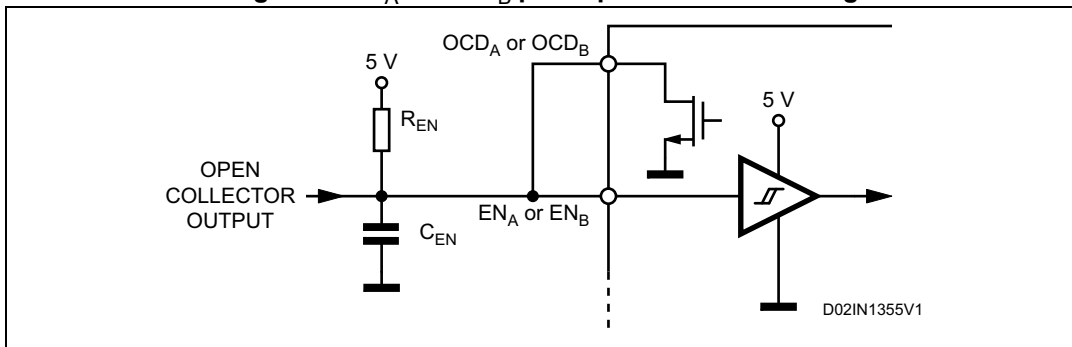 OCDA or OCDB
5 V
REN
5 V
OPEN
COLLECTOR
OUTPUT
ENA or ENB
CEN
D02IN1355V1